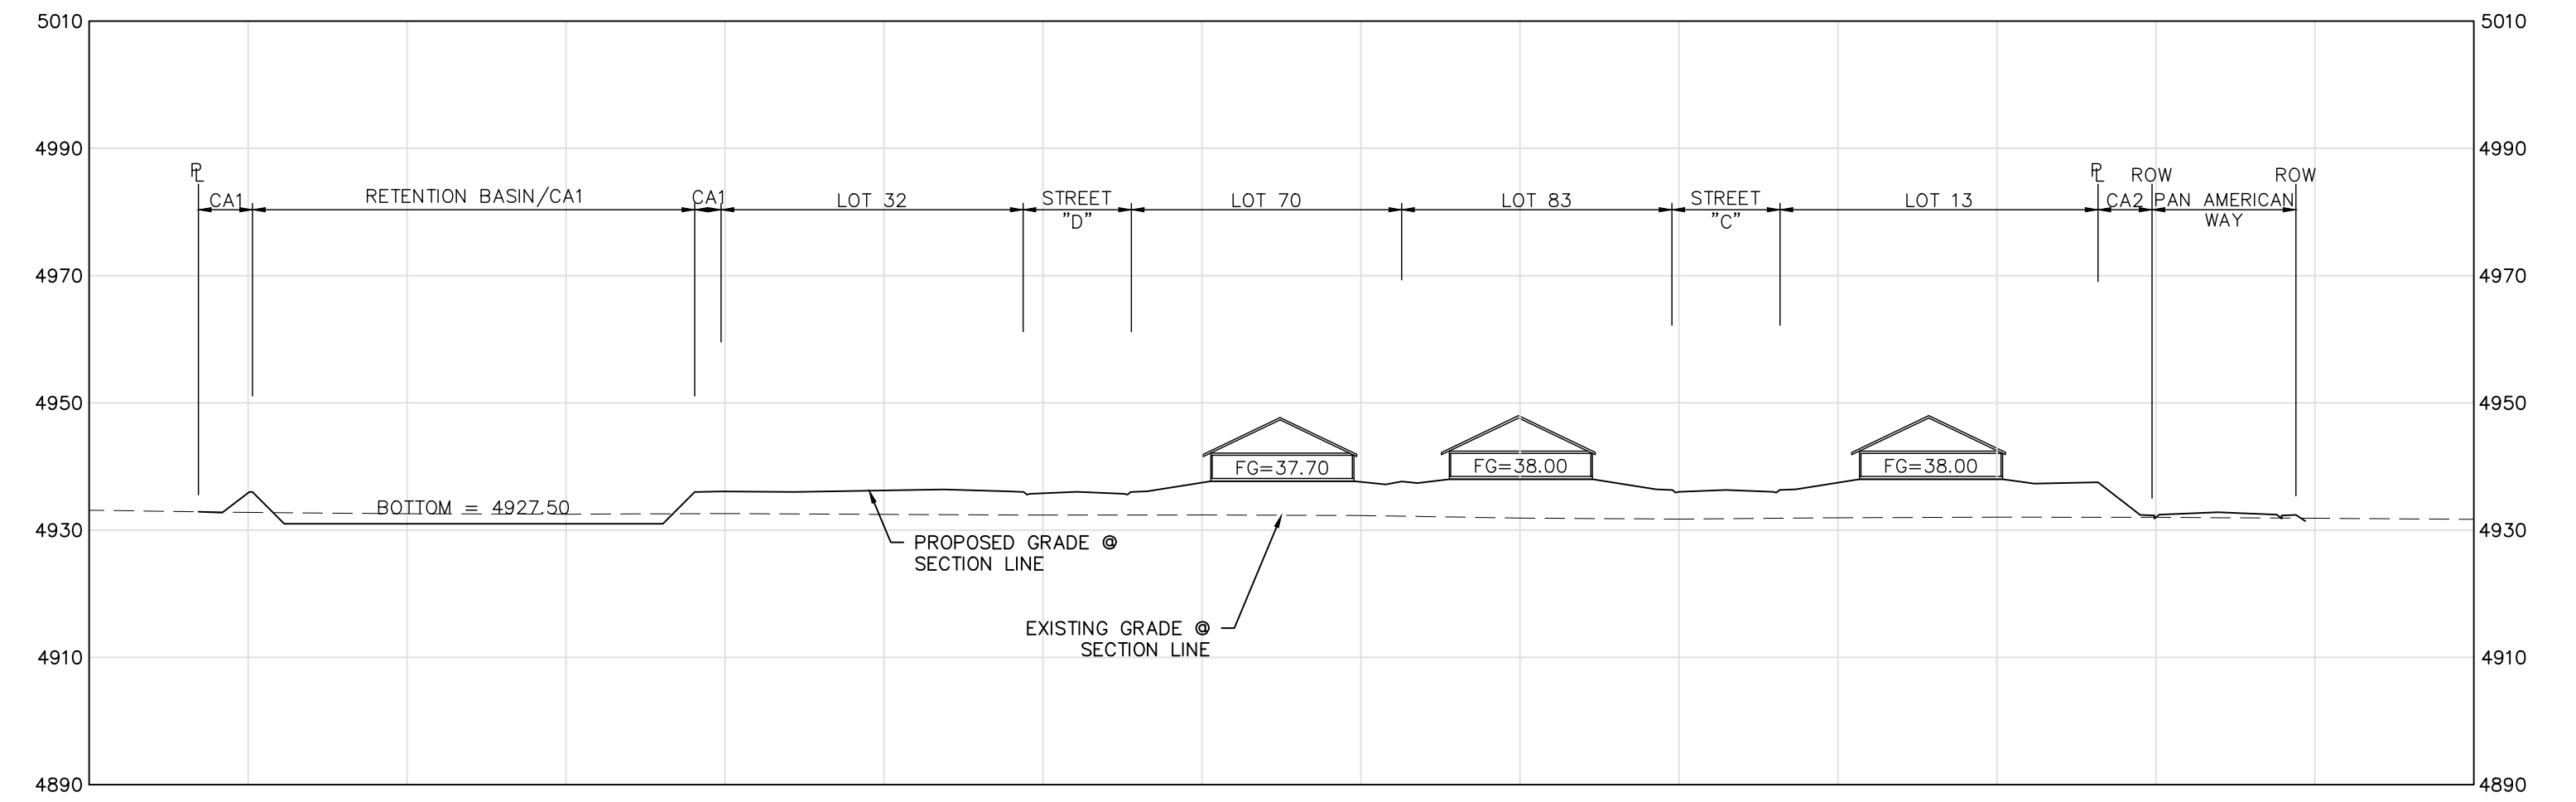 5010 5010
4990 4990
PL PL
ROW ROW
CA1 RETENTION BASIN/CA1 CA1 LOT 32 STREET LOT 70 LOT 83 STREET LOT 13 CA2 PAN AMERICAN
"D" "C" WAY
4970 4970
4950 4950
FG=37.70 FG=38.00 FG=38.00
BOTTOM = 4927.50
4930 4930
PROPOSED GRADE @
SECTION LINE
EXISTING GRADE @
SECTION LINE
4910 4910
4890 4890